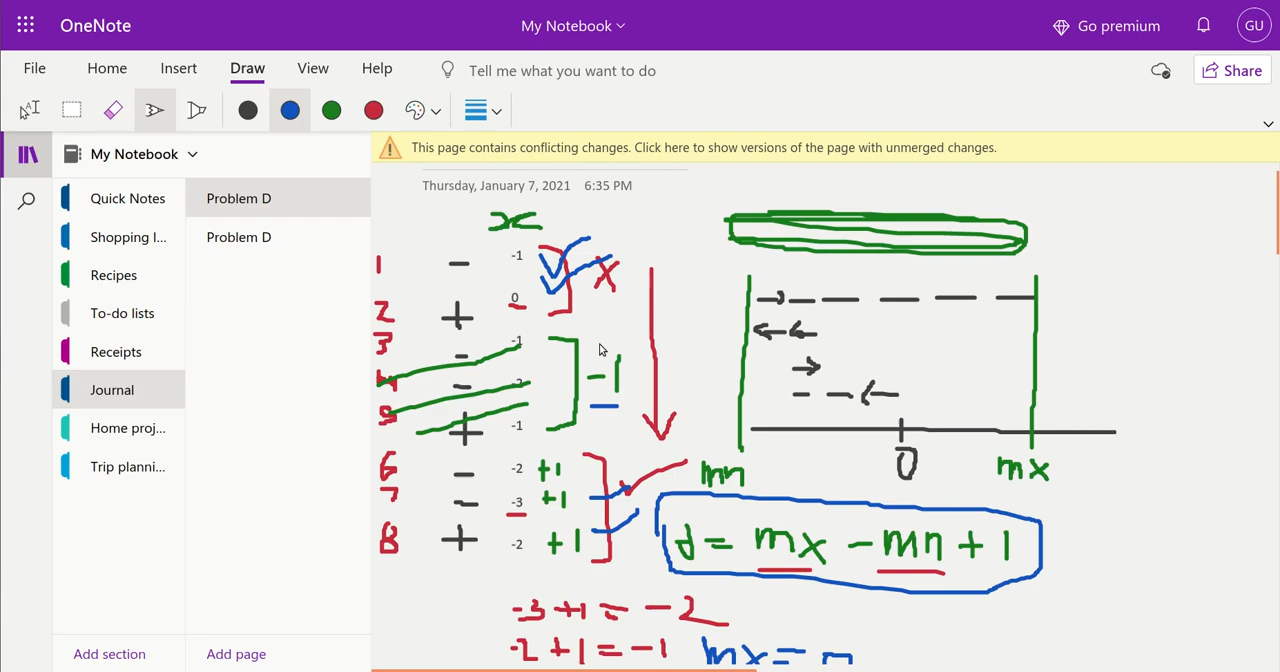 OneNote
My Notebook
Go premium
GU
File Home Insert Draw View Help Tell me what you want to do
Share
My Notebook
This page contains conflicting changes. Click here to show versions of the page with unmerged changes.
Quick Notes
Shopping l...
Recipes
To-do lists
Receipts
Journal
Home proj...
Trip planni...
Add section
Problem D
Problem D
Add page
Thursday, January 7, 2021 6:35 PM
x
1 - -1 x
2 + 0
3 - -1
4 - -2 -1
5 + -1
6 - -2 +1
7 - -3 +1
8 + -2 +1
0
mn mx
d = mx - mn + 1
-3 +1 = -2
-2 +1 = -1
mx =